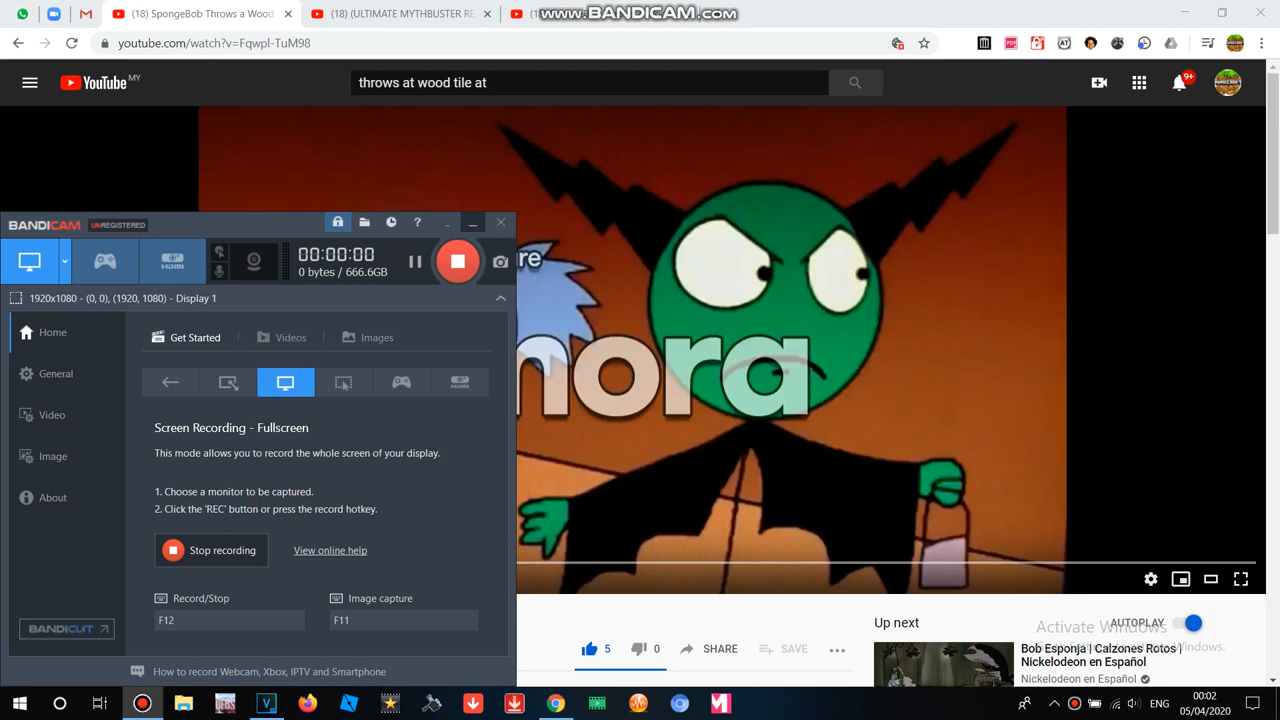 (18) SpongeBob Throws a Wood
(18) (ULTIMATE MYTHBUSTER RE
www.BANDICAM.com
youtube.com/watch?v=Fqwpl-TuM98
YouTube MY
throws at wood tile at
9+
BANDICAM UNREGISTERED
HDMI
00:00:00
0 bytes / 666.6GB
1920x1080 - (0, 0), (1920, 1080) - Display 1
Home
General
Video
Image
About
Get Started
Videos
Images
Screen Recording - Fullscreen
This mode allows you to record the whole screen of your display.
1. Choose a monitor to be captured.
2. Click the 'REC' button or press the record hotkey.
Stop recording
View online help
Record/Stop
Image capture
F12
F11
BANDICUT
How to record Webcam, Xbox, IPTV and Smartphone
5
0
SHARE
SAVE
Up next
AUTOPLAY
Activate Windows
Bob Esponja | Calzones Rotos |
Nickelodeon en Español
Nickelodeon en Español
ENG
00:02
05/04/2020